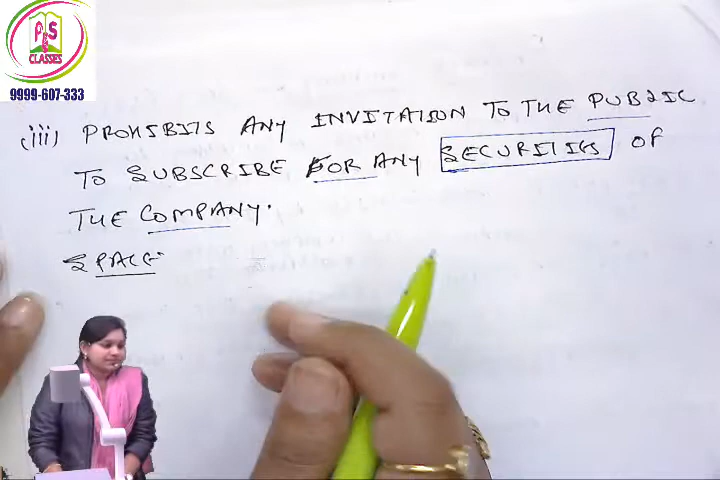 P S
CLASSES
9999-607-333
(iii) PROHIBITS ANY INVITATION TO THE PUBLIC
TO SUBSCRIBE FOR ANY SECURITIES OF
THE COMPANY.
SPACE